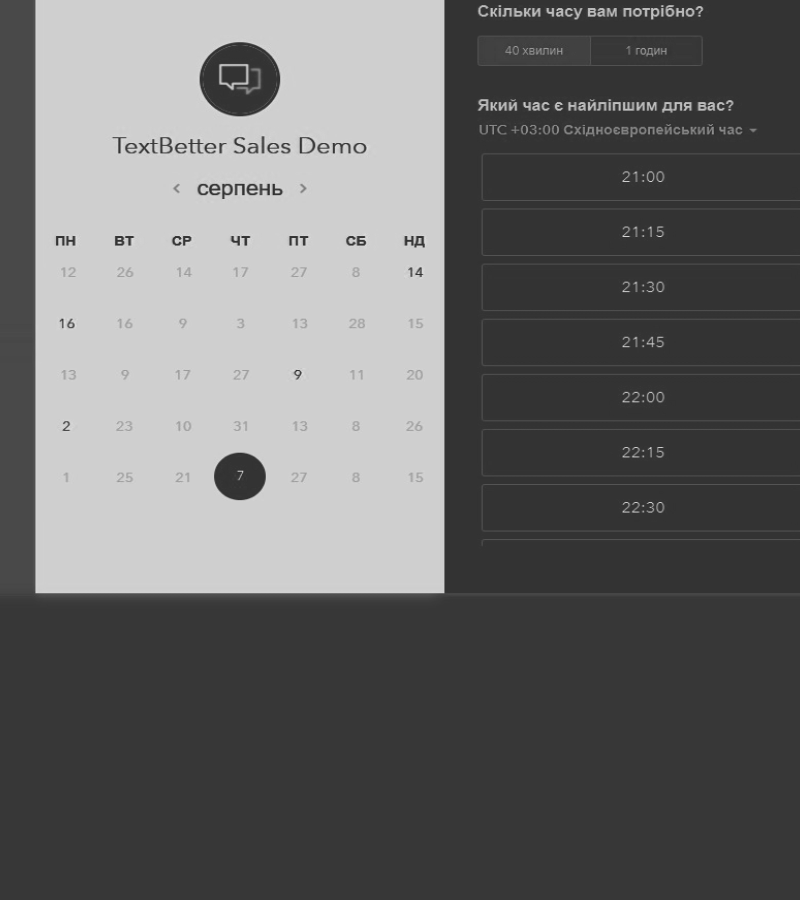 TextBetter Sales Demo
серпень
ПН ВТ СР ЧТ ПТ СБ НД
12 26 14 17 27 8 14
16 16 9 3 13 28 15
13 9 17 27 9 11 20
2 23 10 31 13 8 26
1 25 21 7 27 8 15
Скільки часу вам потрібно?
40 хвилин 1 годин
Який час є найліпшим для вас?
UTC +03:00 Східноєвропейський час
21:00
21:15
21:30
21:45
22:00
22:15
22:30